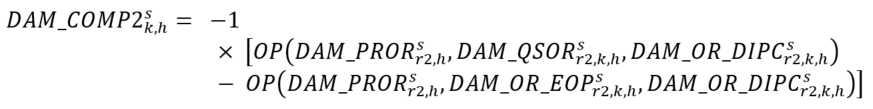 DAM_COMP2^s_{k,h} = −1
× [OP(DAM_PROR^s_{r2,h}, DAM_QSOR^s_{r2,k,h}, DAM_OR_DIPC^s_{r2,k,h})
− OP(DAM_PROR^s_{r2,h}, DAM_OR_EOP^s_{r2,k,h}, DAM_OR_DIPC^s_{r2,k,h})]